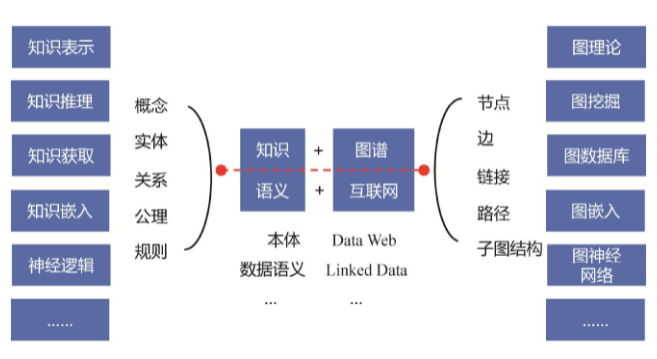 知识表示
知识推理
知识获取
知识嵌入
神经逻辑
......
概念
实体
关系
公理
规则
知识 + 图谱
语义 + 互联网
本体 Data Web
数据语义 Linked Data
... ...
节点
边
链接
路径
子图结构
图理论
图挖掘
图数据库
图嵌入
图神经
网络
......